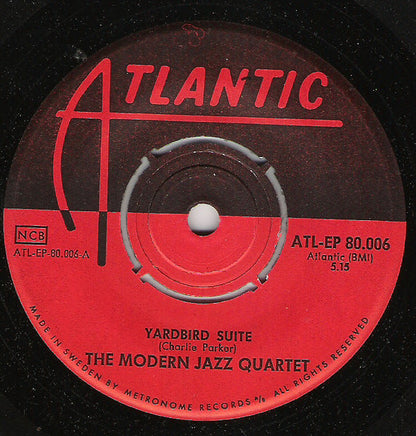 ATLANTIC
NCB
ATL-EP-80.006-A
ATL-EP 80.006
Atlantic (BMI)
5.15
YARDBIRD SUITE
(Charlie Parker)
THE MODERN JAZZ QUARTET
MADE IN SWEDEN BY METRONOME RECORDS A/B ALL RIGHTS RESERVED